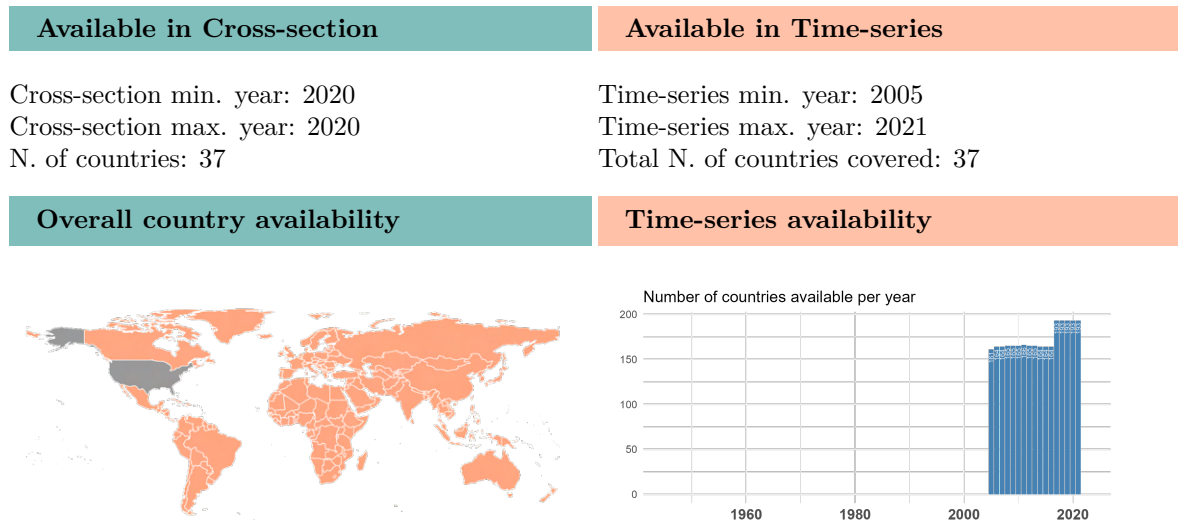 Available in Cross-section
Available in Time-series
Cross-section min. year: 2020
Cross-section max. year: 2020
N. of countries: 37
Time-series min. year: 2005
Time-series max. year: 2021
Total N. of countries covered: 37
Overall country availability
Time-series availability
Number of countries available per year
200
150
100
50
0
1960
1980
2000
2020